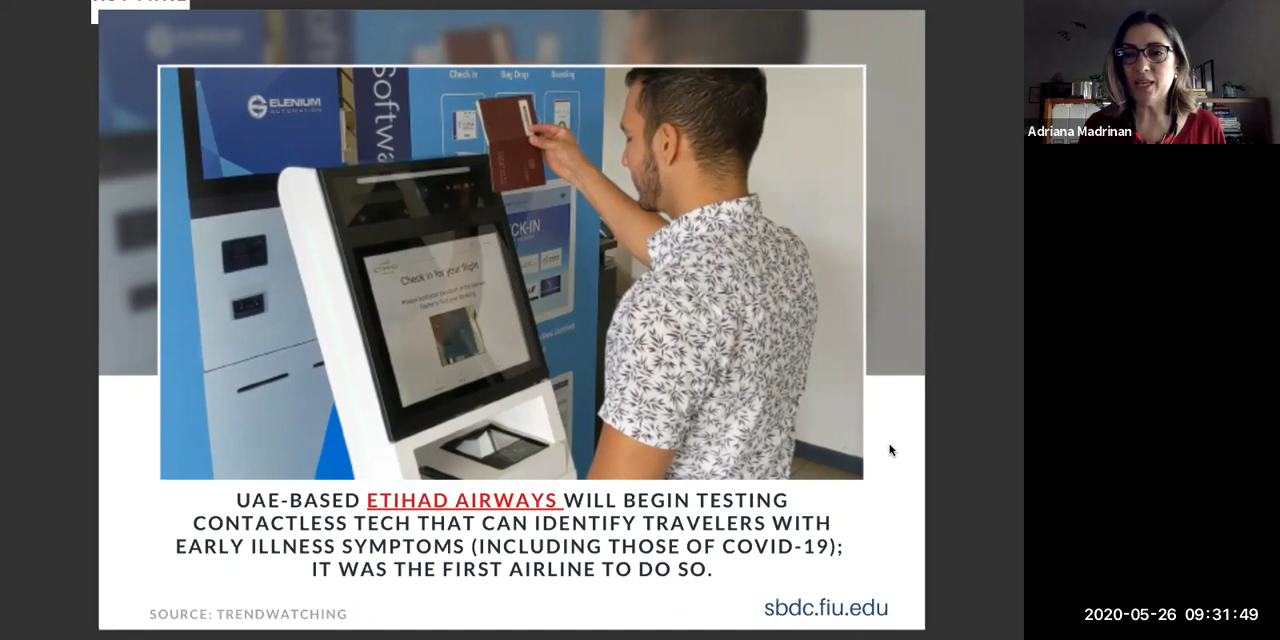 Check in Bag Drop Boarding
ELENIUM
AUTOMATION
Softwa
CK-IN
Check in for your flight
UAE-BASED ETIHAD AIRWAYS WILL BEGIN TESTING
CONTACTLESS TECH THAT CAN IDENTIFY TRAVELERS WITH
EARLY ILLNESS SYMPTOMS (INCLUDING THOSE OF COVID-19);
IT WAS THE FIRST AIRLINE TO DO SO.
SOURCE: TRENDWATCHING
sbdc.fiu.edu
Adriana Madrinan
2020-05-26 09:31:49